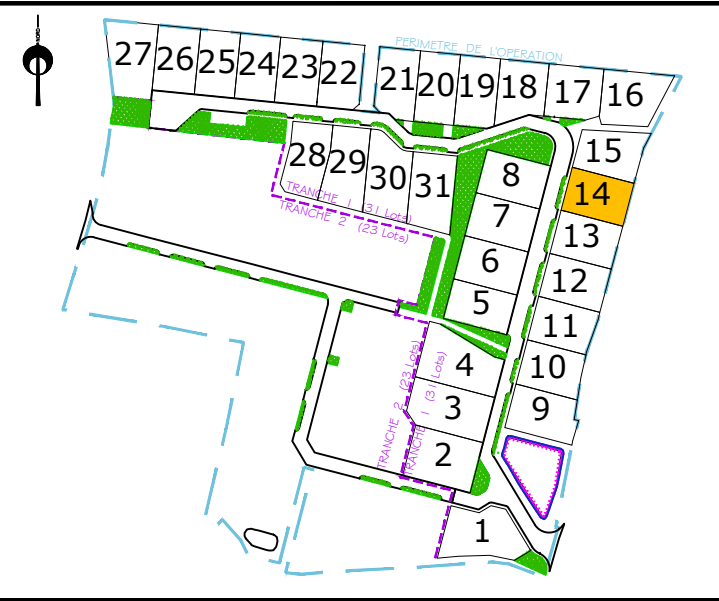 PERIMETRE DE L'OPERATION
27 26 25 24 23 22 21 20 19 18 17 16
15
14
28 29 30 31
8
7
13
TRANCHE 1 (31 Lots)
TRANCHE 2 (23 Lots)
6
12
5
11
4
10
3
9
TRANCHE 2 (23 Lots)
TRANCHE 1 (31 Lots)
2
1